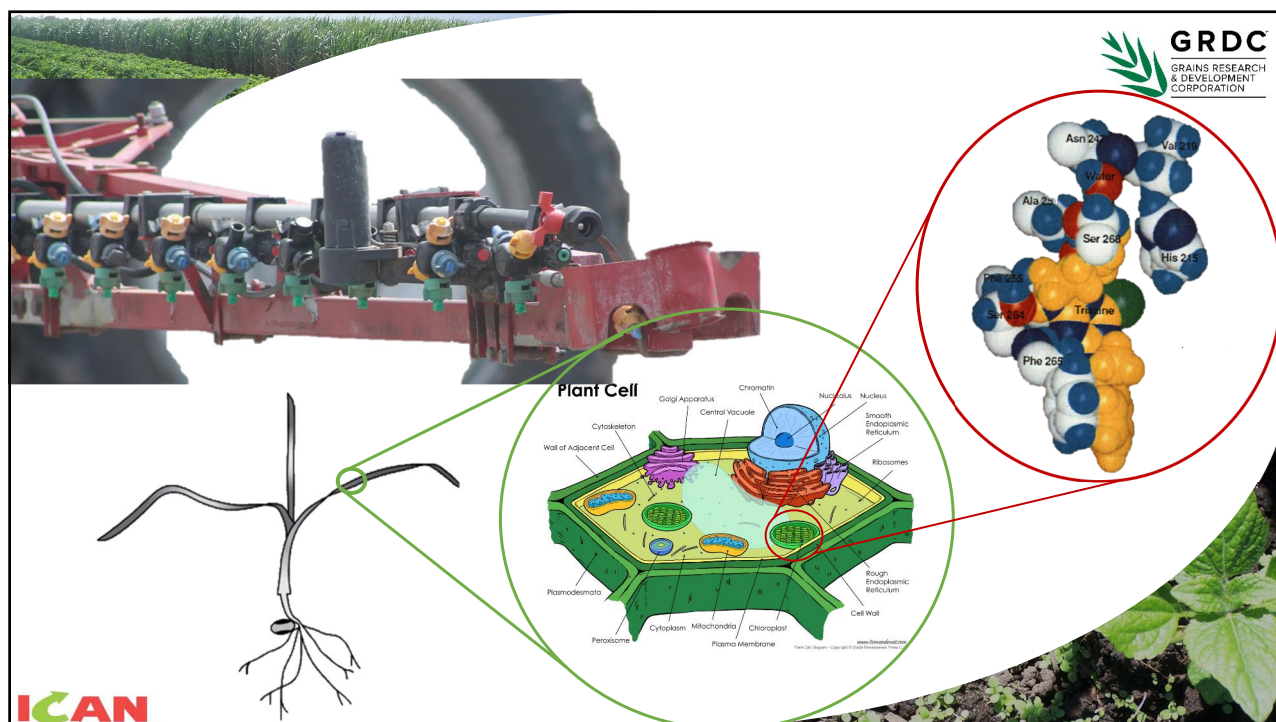 GRDC
GRAINS RESEARCH
& DEVELOPMENT
CORPORATION
Asn 247
Val 219
Water
Ala 25
Ser 268
His 215
Phe 255
Ser 264
Phe 265
Plant Cell
Chromatin
Nucleolus
Nucleus
Golgi Apparatus
Central Vacuole
Smooth
Endoplasmic
Reticulum
Cytoskeleton
Wall of Adjacent Cell
Ribosomes
Rough
Endoplasmic
Reticulum
Plasmodesmata
Cell Wall
Peroxisome
Cytoplasm
Mitochondria
Chloroplast
Plasma Membrane
ICAN